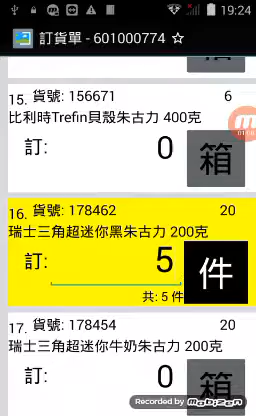 19:24
訂貨單 - 601000774 ☆
箱
15. 貨號: 156671 6
比利時Trefin貝殼朱古力 400克
訂: 0 箱
16. 貨號: 178462 20
瑞士三角超迷你黑朱古力 200克
訂: 5 件
共: 5 件
17. 貨號: 178454 20
瑞士三角超迷你牛奶朱古力 200克
訂: 0 箱
Recorded by Mobizen